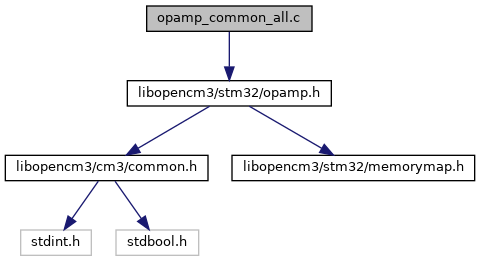 opamp_common_all.c
libopencm3/stm32/opamp.h
libopencm3/cm3/common.h
libopencm3/stm32/memorymap.h
stdint.h
stdbool.h